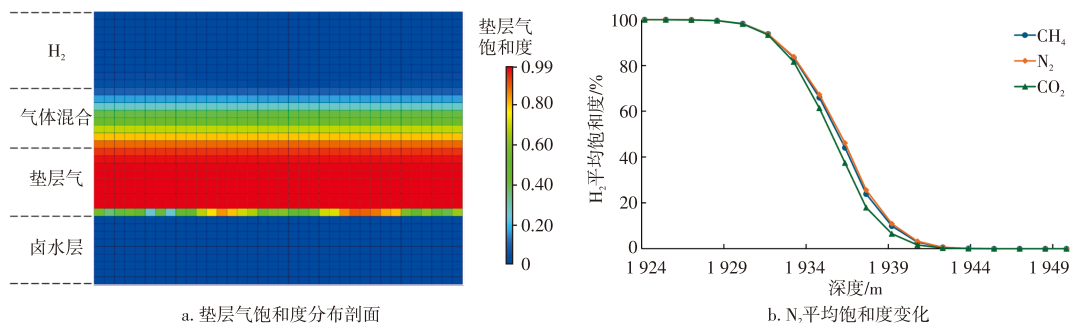 H₂
气体混合
垫层气
卤水层
垫层气
饱和度
0.99
0.80
0.60
0.40
0.20
0
a. 垫层气饱和度分布剖面
H₂平均饱和度/%
100
80
60
40
20
0
1 924
1 929
1 934
1 939
1 944
1 949
深度/m
CH₄
N₂
CO₂
b. N₂平均饱和度变化